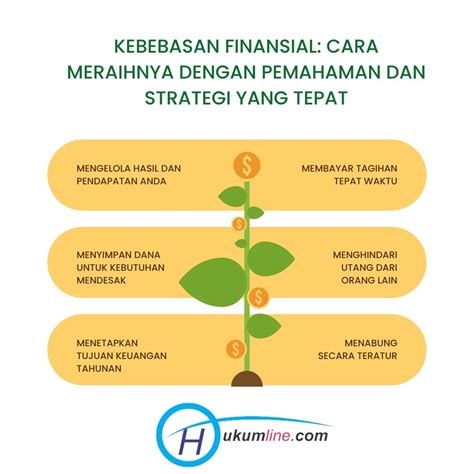 KEBEBASAN FINANSIAL: CARA
MERAIHNYA DENGAN PEMAHAMAN DAN
STRATEGI YANG TEPAT
MENGELOLA HASIL DAN
PENDAPATAN ANDA
MEMBAYAR TAGIHAN
TEPAT WAKTU
MENYIMPAN DANA
UNTUK KEBUTUHAN
MENDESAK
MENGHINDARI
UTANG DARI
ORANG LAIN
MENETAPKAN
TUJUAN KEUANGAN
TAHUNAN
MENABUNG
SECARA TERATUR
$
$
$
$
Hukumline.com